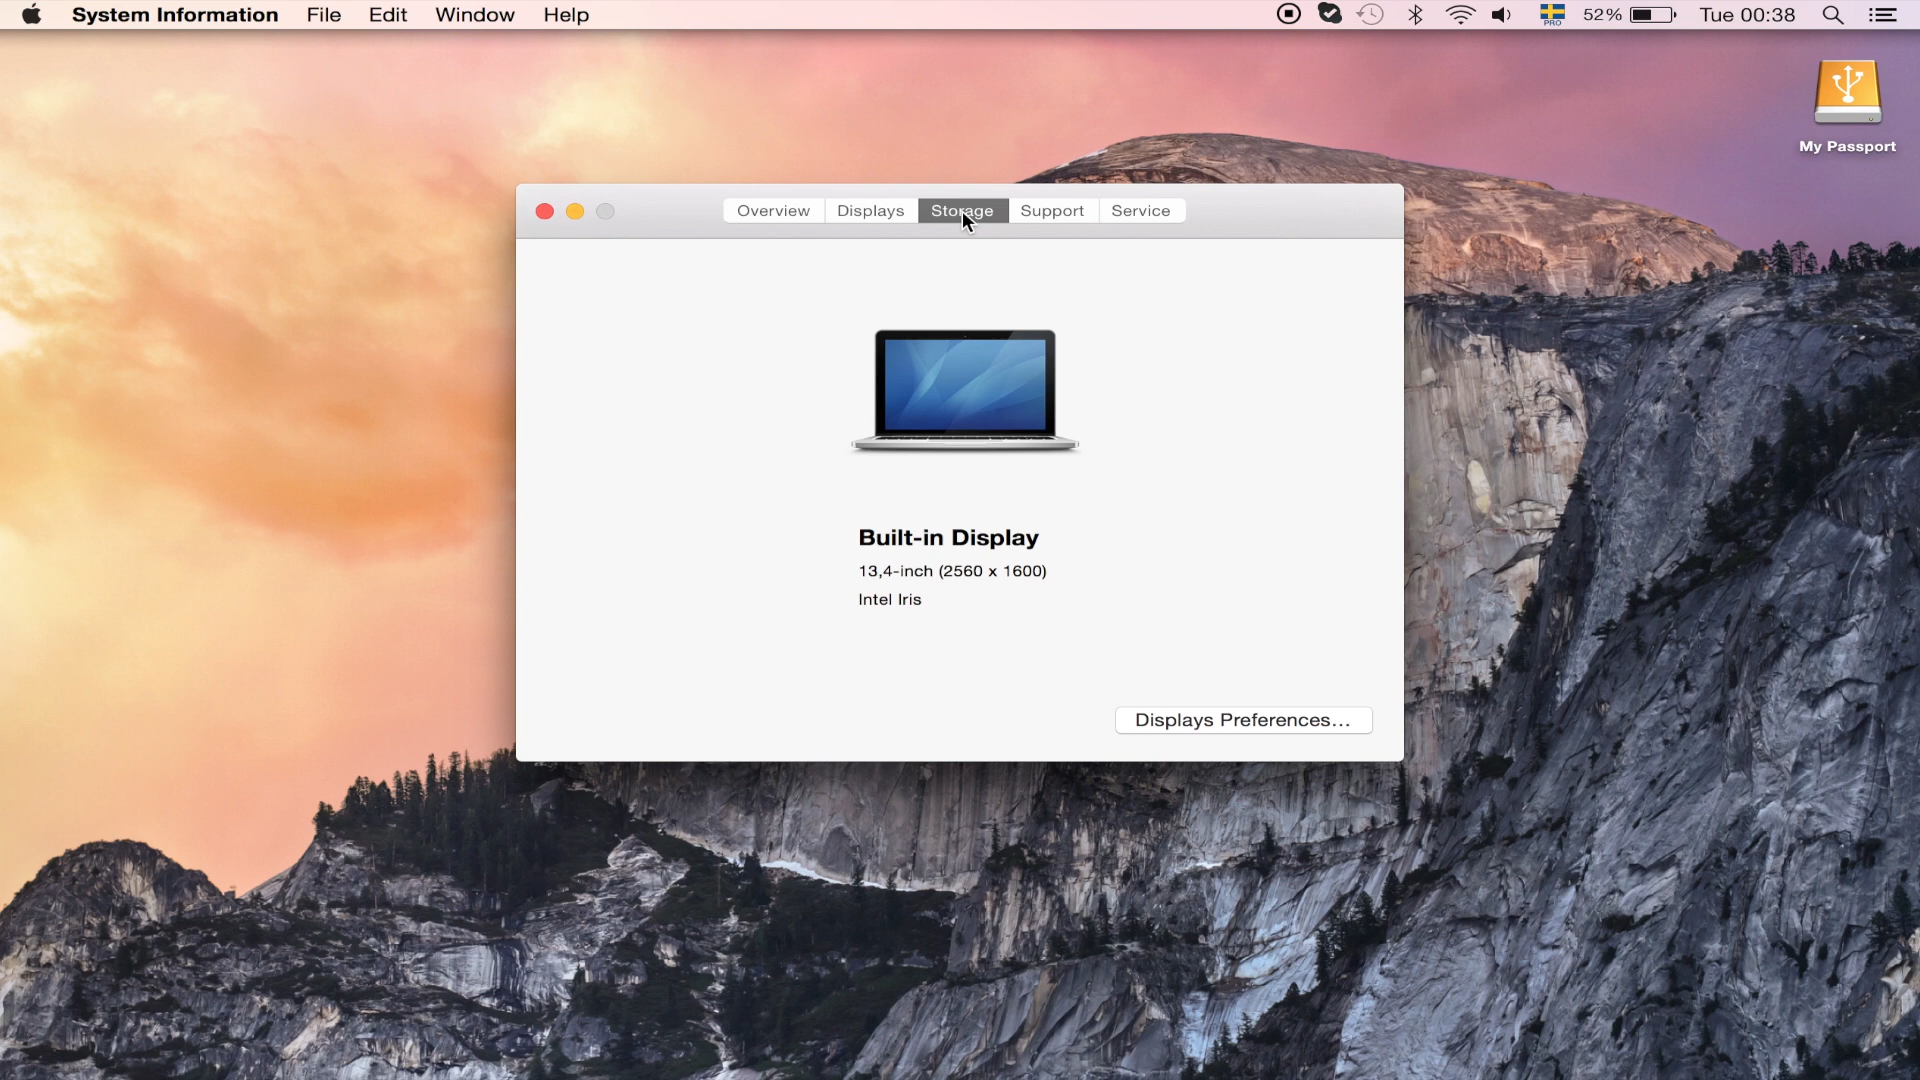 System Information File Edit Window Help PRO 52% Tue 00:38
My Passport
Overview Displays Storage Support Service
Built-in Display
13,4-inch (2560 x 1600)
Intel Iris
Displays Preferences...